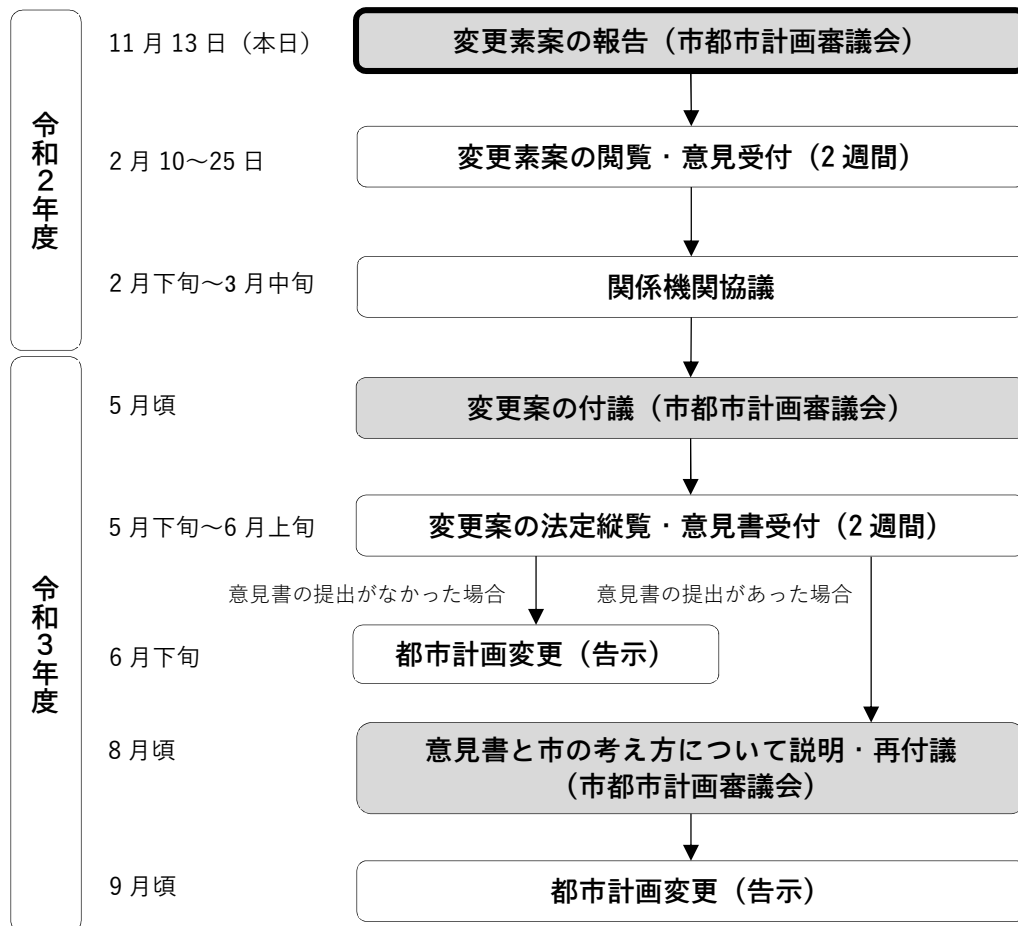 令和２年度
11 月 13 日（本日）
変更素案の報告（市都市計画審議会）
2 月 10～25 日
変更素案の閲覧・意見受付（2 週間）
2 月下旬～3 月中旬
関係機関協議
令和３年度
5 月頃
変更案の付議（市都市計画審議会）
5 月下旬～6 月上旬
変更案の法定縦覧・意見書受付（2 週間）
意見書の提出がなかった場合
意見書の提出があった場合
6 月下旬
都市計画変更（告示）
8 月頃
意見書と市の考え方について説明・再付議
（市都市計画審議会）
9 月頃
都市計画変更（告示）